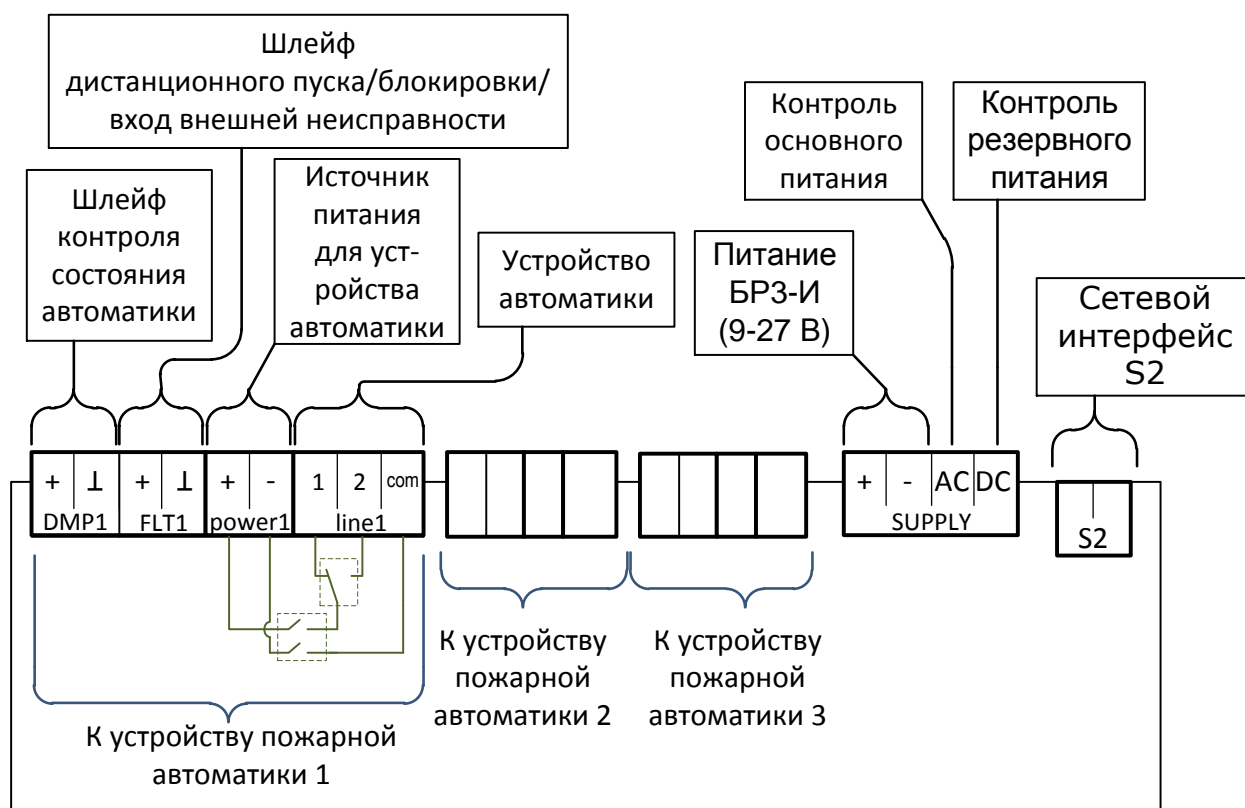 Шлейф
дистанционного пуска/блокировки/
вход внешней неисправности
Контроль
основного
питания
Контроль
резервного
питания
Шлейф
контроля
состояния
автоматики
Источник
питания
для уст-
ройства
автоматики
Устройство
автоматики
Питание
БРЗ-И
(9-27 В)
Сетевой
интерфейс
S2
+ ⊥ + ⊥ + - 1 2 com
DMP1 FLT1 power1 line1
+ - AC DC
SUPPLY
S2
К устройству
пожарной
автоматики 2
К устройству
пожарной
автоматики 3
К устройству пожарной
автоматики 1